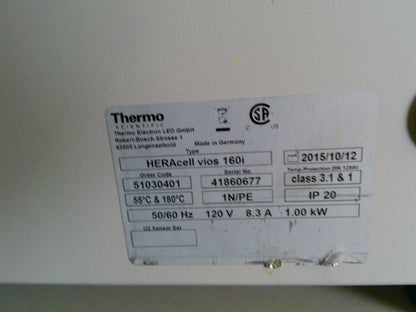 Thermo
SCIENTIFIC
Thermo Electron LED GmbH
Robert-Bosch-Strasse 1
63505 Langenselbold
Made in Germany
C SA US
Type
HERAcell vios 160i
2015/10/12
Order Code
Serial No.
Temp.Protection DIN 12880
51030401
41860677
class 3.1 & 1
55°C & 180°C
1N/PE
IP 20
50/60 Hz 120 V 8.3 A 1.00 kW
O2 Sensor Set